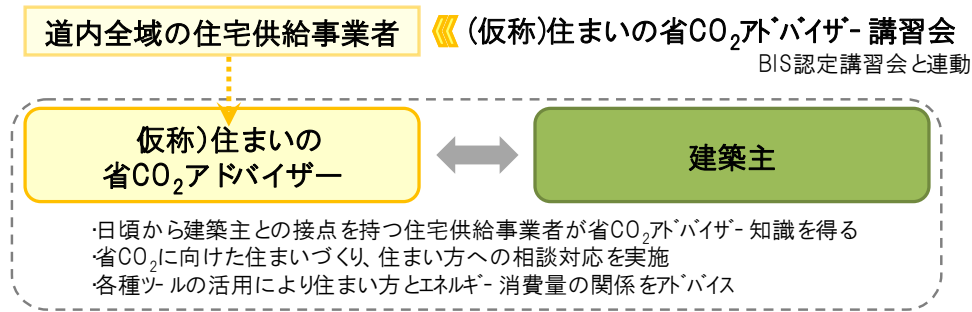 道内全域の住宅供給事業者
(仮称)住まいの省CO₂ｱﾄﾞﾊﾞｲｻﾞｰ講習会
BIS認定講習会と連動
(仮称)住まいの
省CO₂アドバイザー
建築主
・日頃から建築主との接点を持つ住宅供給事業者が省CO₂ｱﾄﾞﾊﾞｲｻﾞｰ知識を得る
・省CO₂に向けた住まいづくり、住まい方への相談対応を実施
・各種ﾂｰﾙの活用により住まい方とｴﾈﾙｷﾞｰ消費量の関係をｱﾄﾞﾊﾞｲｽ